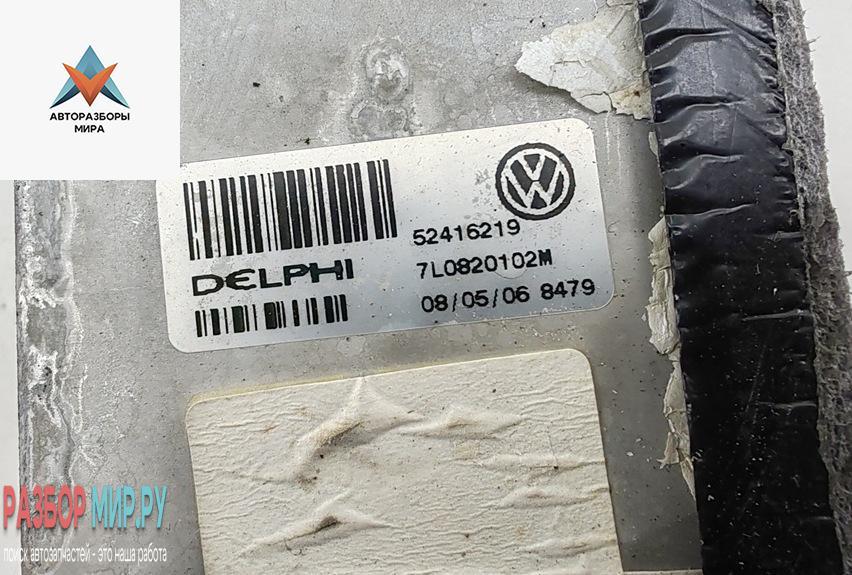 АВТОРАЗБОРЫ
МИРА
52416219
DELPHI
7L0820102M
08/05/06 8479
РАЗБОР МИР.РУ
поиск автозапчастей - это наша работа